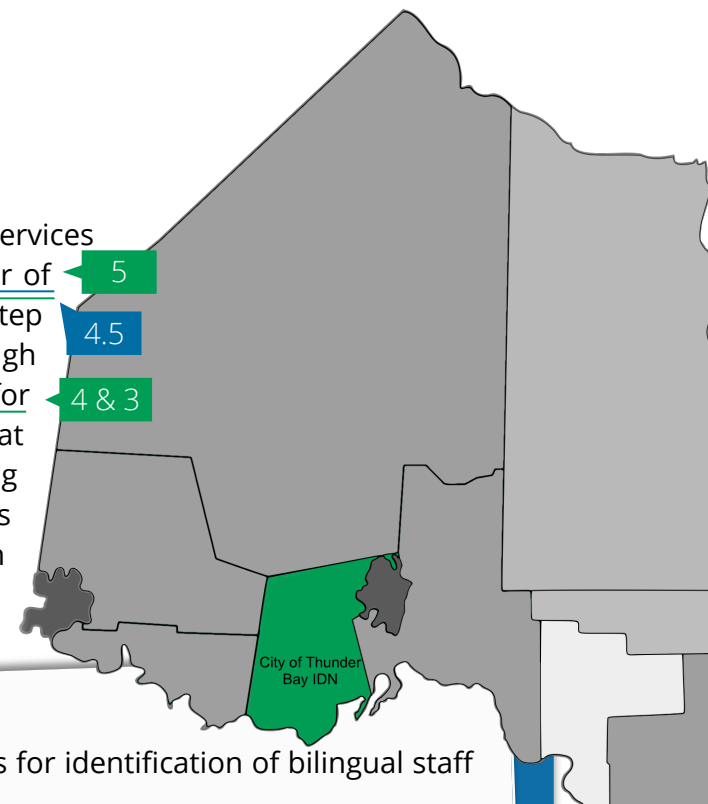 ervices
r of
5
tep
4.5
gh
for
4 & 3
at
g
s
n
City of Thunder
Bay IDN
s for identification of bilingual staff